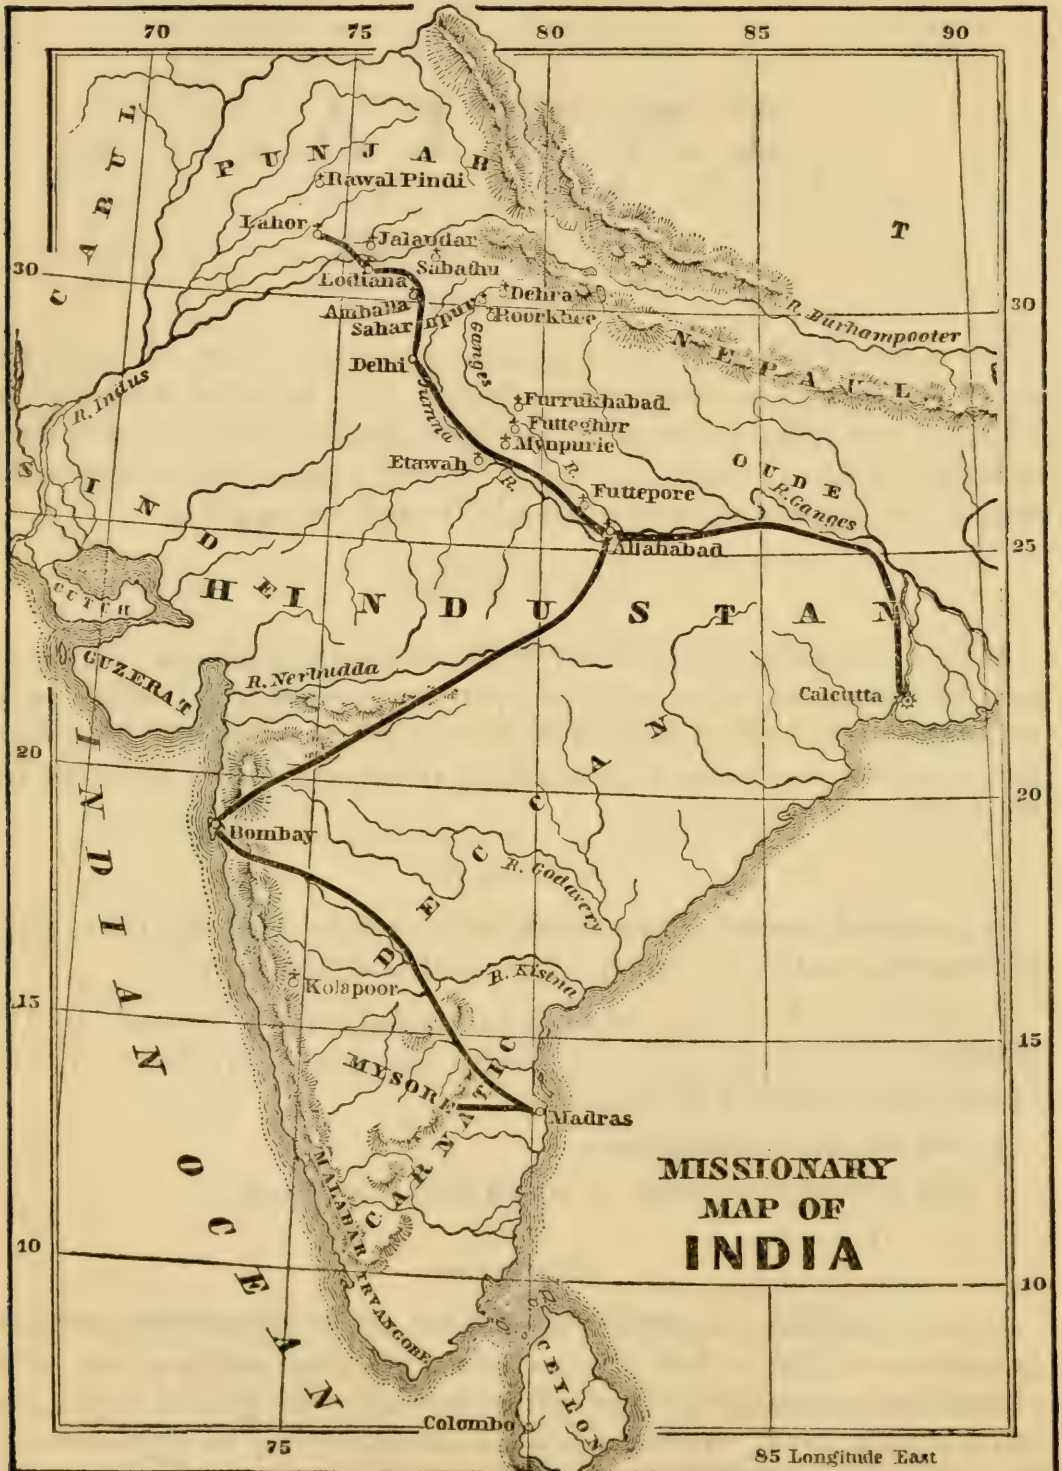 70 75 80 85 90
CABUL
PUNJAB
Rawal Pindi
Lahor
Jalandar
T
30
Lodiana
Sabathu
Amballa
Dehra
30
Saharunpur
Roorkhee
R. Burhampooter
Delhi
Ganges
NEPAUL
R. Indus
Jumna
Furrukhabad
Futteghur
Mynpurie
Etawah
R.
R.
OUDE
Futtepore
R. Ganges
SIND
Allahabad
25
CUTCH
HEINDUSTAN
GUZERAT
R. Nerbudda
Calcutta
20
20
Bombay
DECCAN
R. Godavery
R. Kistna
Kolapoor
15
15
MYSORE
CARNATIC
Madras
INDIAN OCEAN
MALABAR
MISSIONARY
MAP OF
INDIA
10
10
TRVANGORE
CEYLON
Colombo
75
85 Longitude East